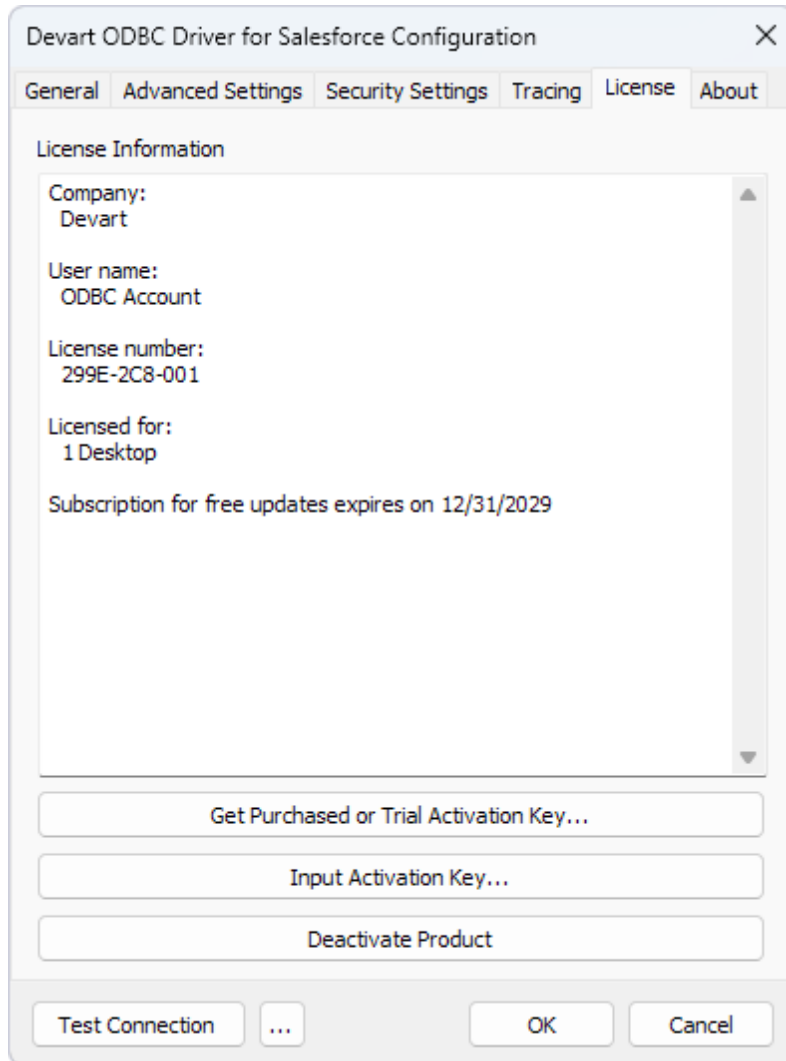 Devart ODBC Driver for Salesforce Configuration
General Advanced Settings Security Settings Tracing License About
License Information
Company:
Devart
User name:
ODBC Account
License number:
299E-2C8-001
Licensed for:
1 Desktop
Subscription for free updates expires on 12/31/2029
Get Purchased or Trial Activation Key...
Input Activation Key...
Deactivate Product
Test Connection ... OK Cancel